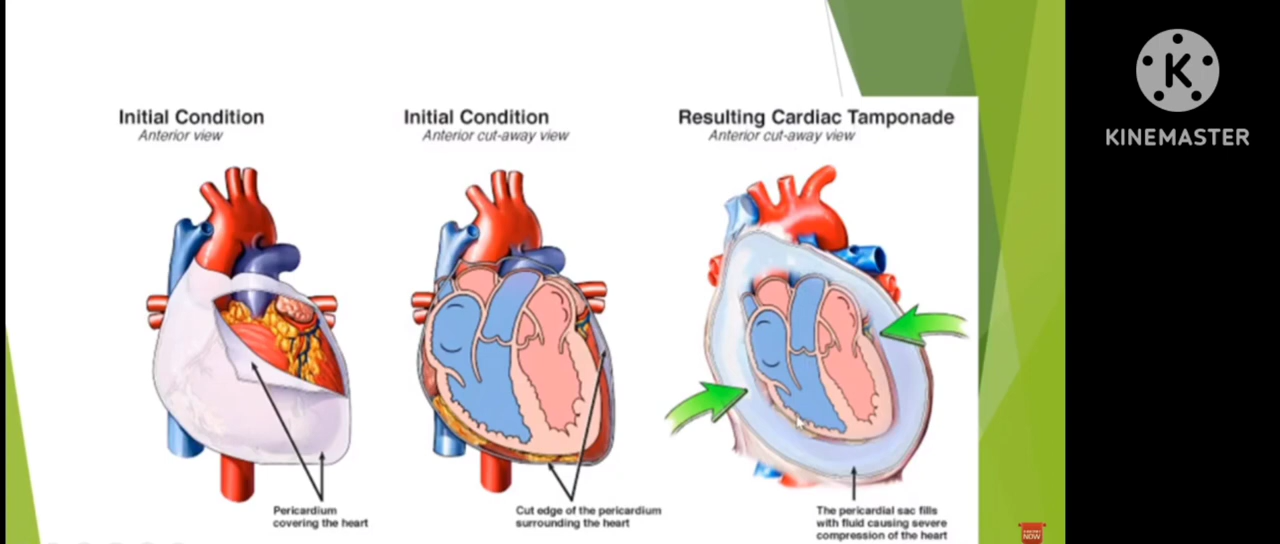 Initial Condition
Anterior view
Initial Condition
Anterior cut-away view
Resulting Cardiac Tamponade
Anterior cut-away view
Pericardium
covering the heart
Cut edge of the pericardium
surrounding the heart
The pericardial sac fills
with fluid causing severe
compression of the heart
K
KINEMASTER
NOW